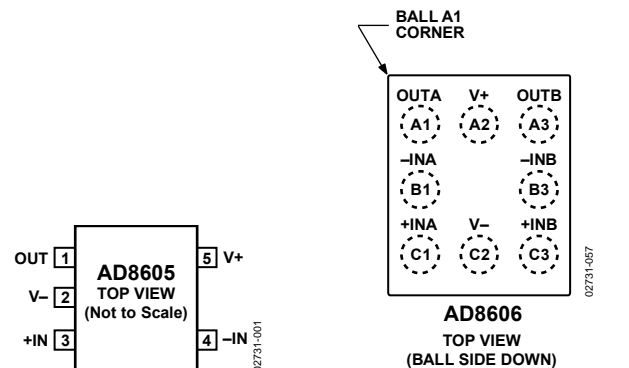 BALL A1
CORNER
OUTA V+ OUTB
A1 A2 A3
–INA –INB
B1 B3
+INA V– +INB
C1 C2 C3
02731-057
AD8606
TOP VIEW
(BALL SIDE DOWN)
OUT 1 5 V+
AD8605
TOP VIEW
V– 2
(Not to Scale)
+IN 3 4 –IN
02731-001